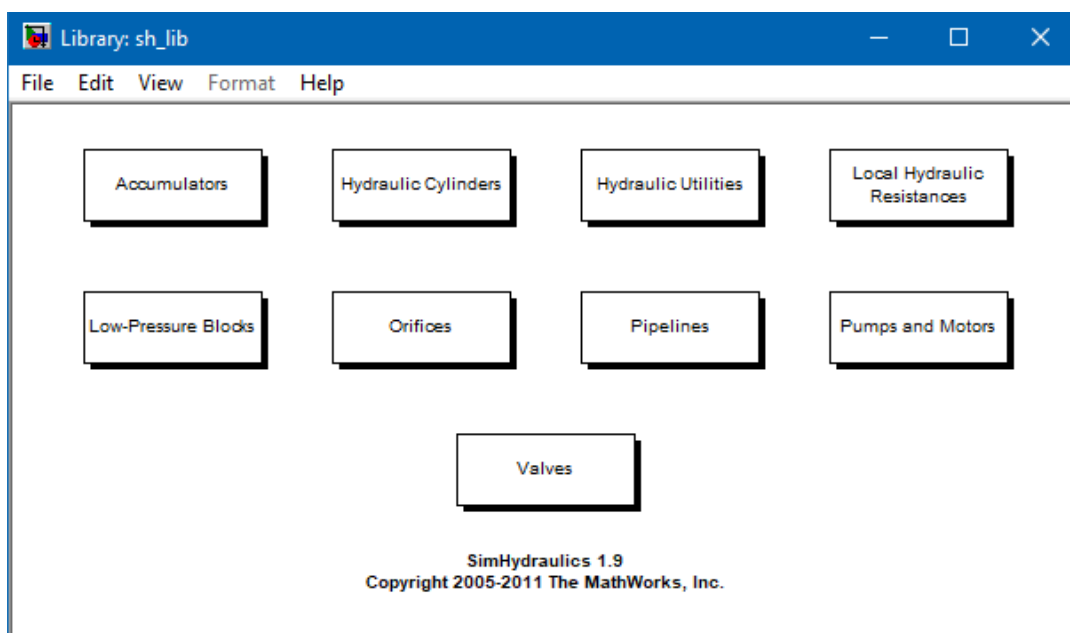 Library: sh_lib
File Edit View Format Help
Accumulators
Hydraulic Cylinders
Hydraulic Utilities
Local Hydraulic
Resistances
Low-Pressure Blocks
Orifices
Pipelines
Pumps and Motors
Valves
SimHydraulics 1.9
Copyright 2005-2011 The MathWorks, Inc.